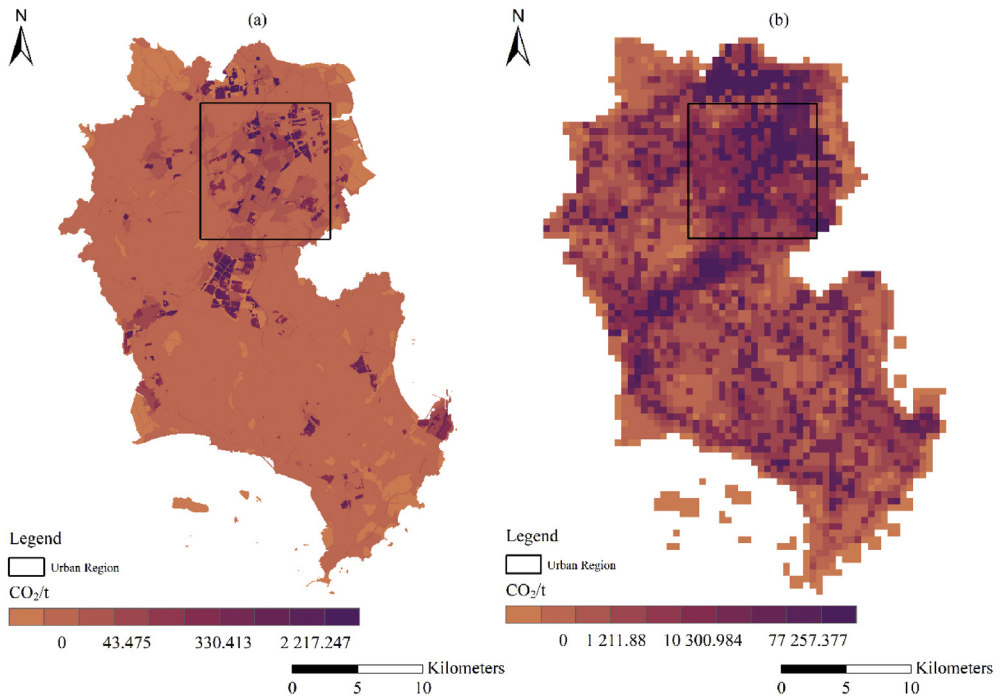 N
(a)
Legend
Urban Region
CO₂/t
0 43.475 330.413 2 217.247
Kilometers
0 5 10
N
(b)
Legend
Urban Region
CO₂/t
0 1 211.88 10 300.984 77 257.377
Kilometers
0 5 10